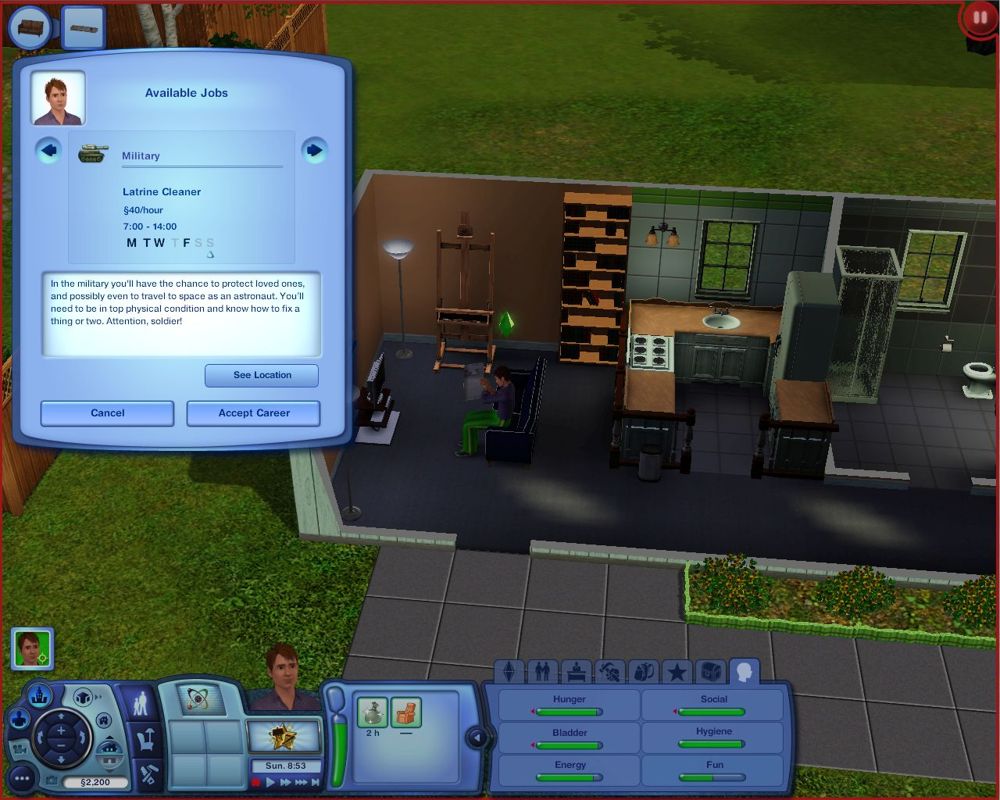 Available Jobs
Military
Latrine Cleaner
§40/hour
7:00 - 14:00
M T W T F S S
In the military you'll have the chance to protect loved ones,
and possibly even to travel to space as an astronaut. You'll
need to be in top physical condition and know how to fix a
thing or two. Attention, soldier!
See Location
Cancel
Accept Career
2 h
Sun. 8:53
§2,200
Hunger
Social
Bladder
Hygiene
Energy
Fun